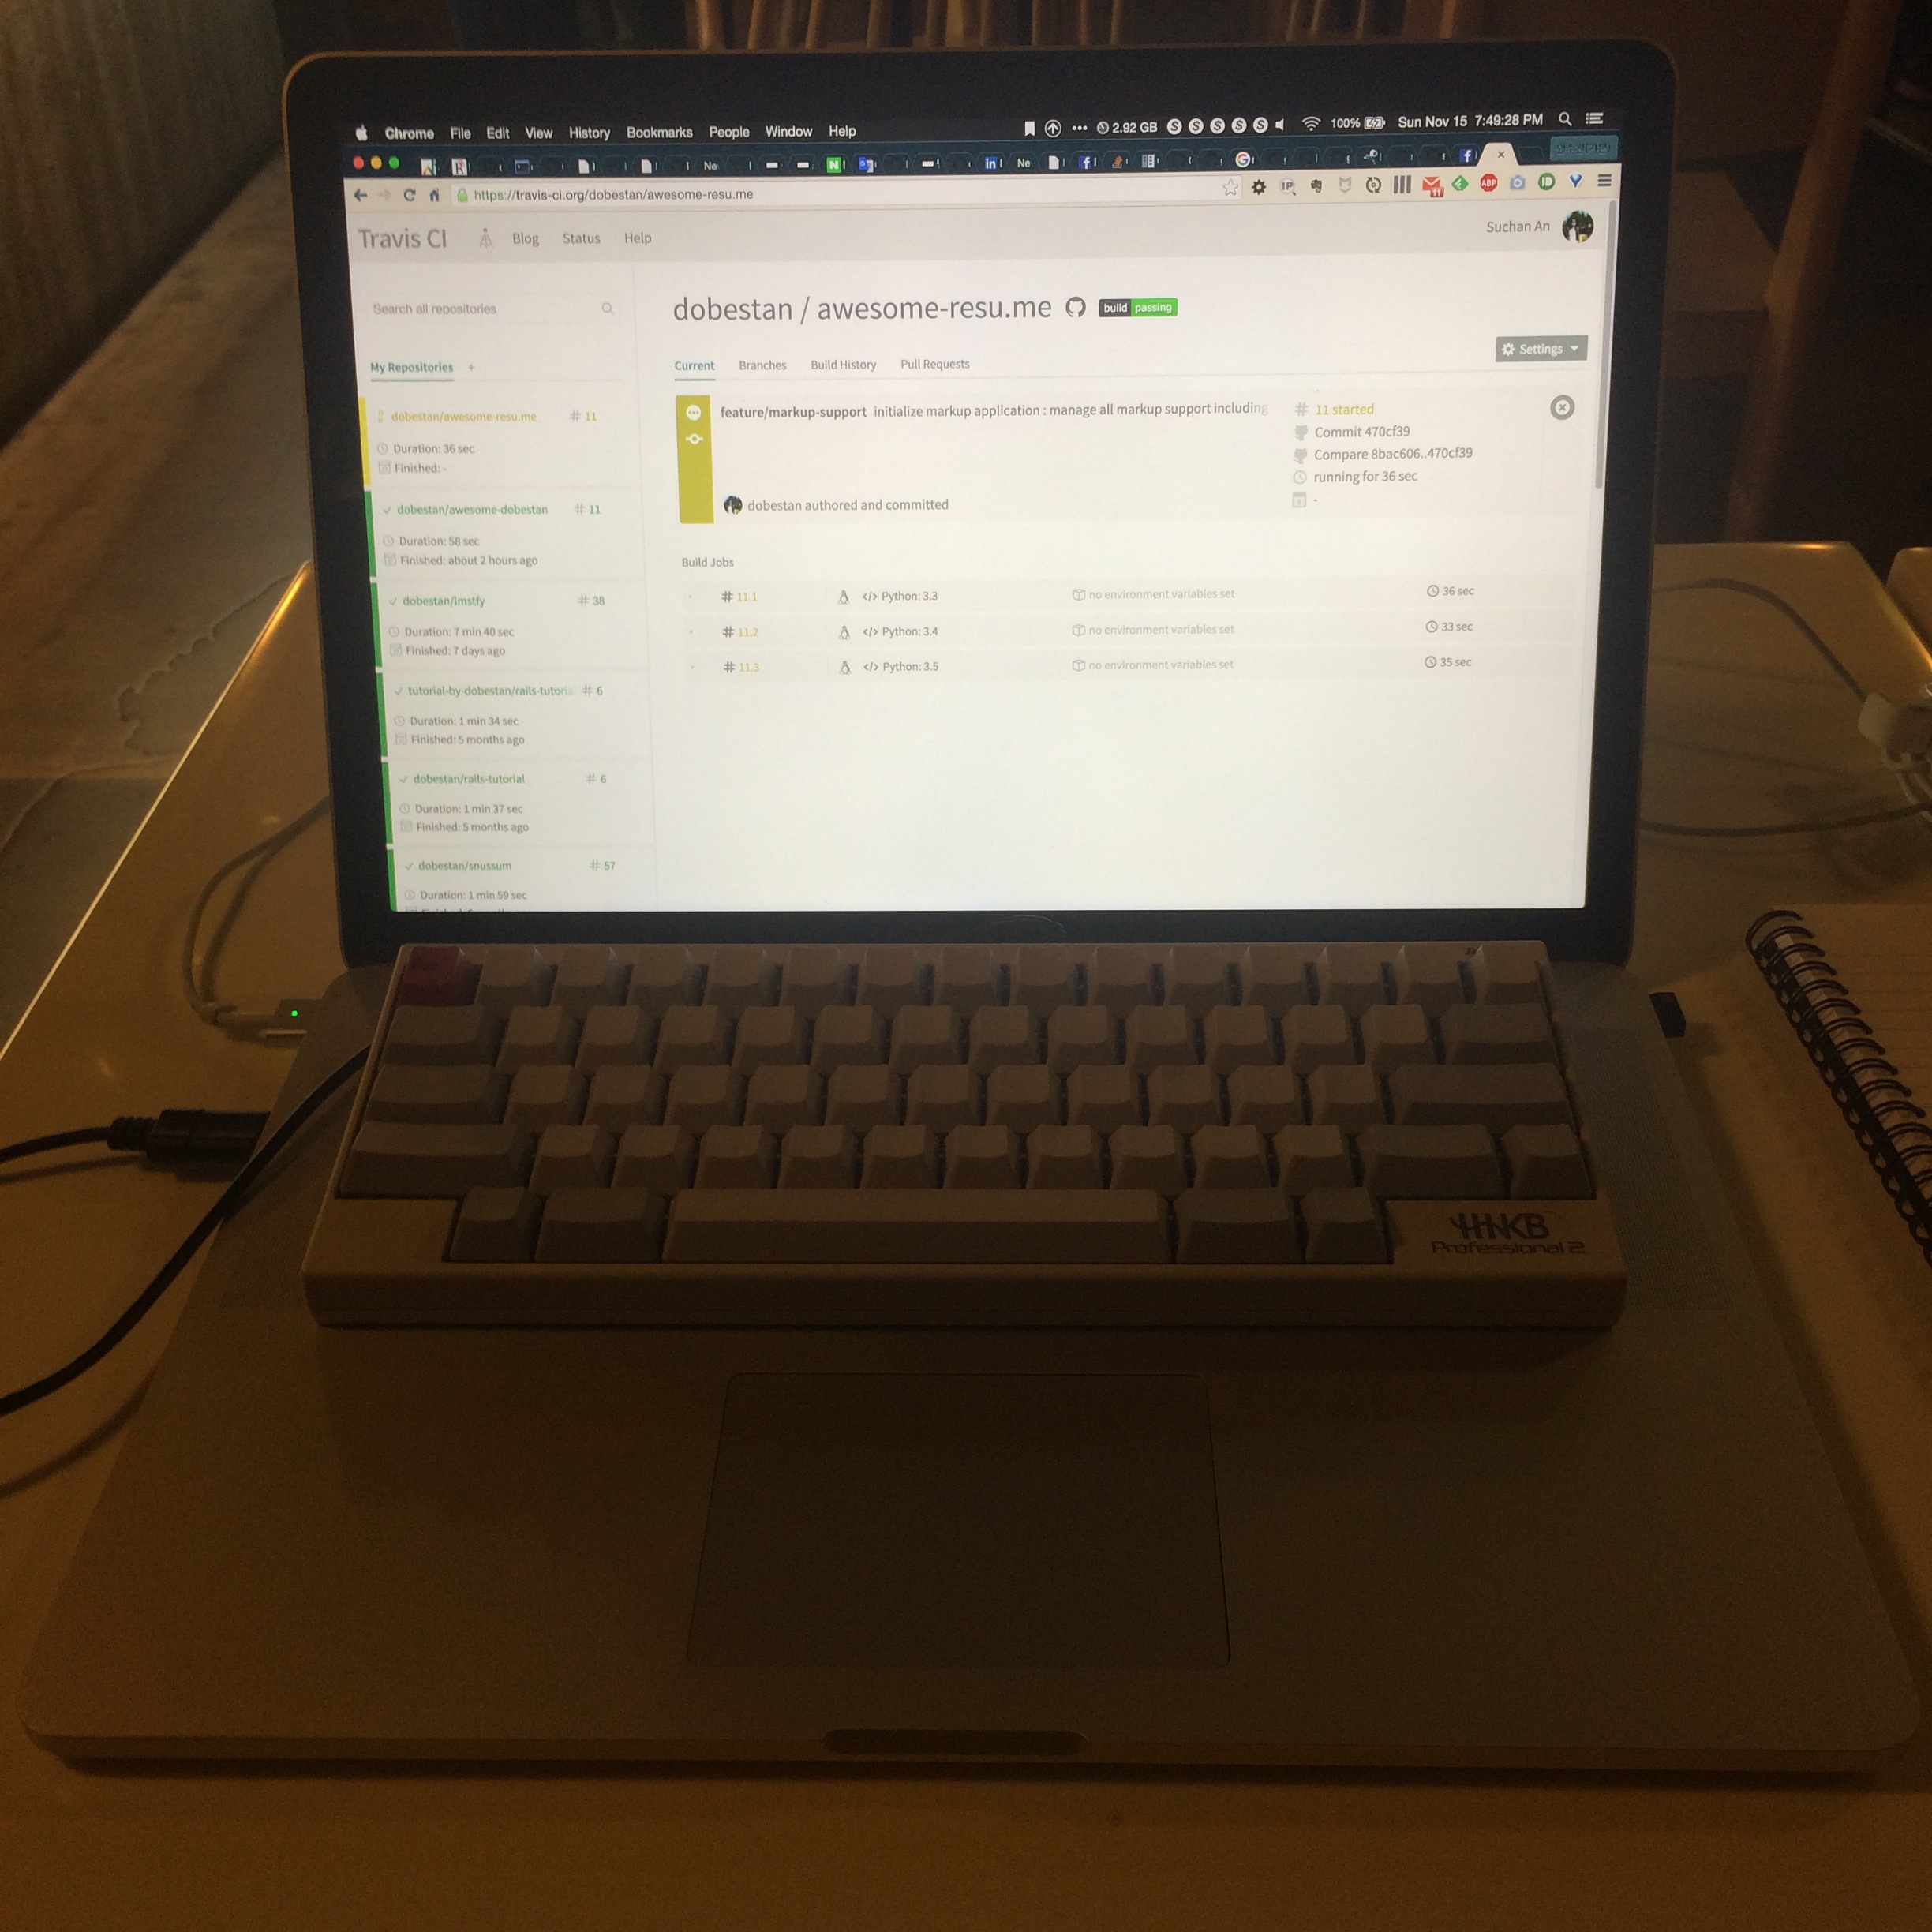 Chrome File Edit View History Bookmarks People Window Help 2.92 GB 100% Sun Nov 15 7:49:28 PM
Ne in Ne
https://travis-ci.org/dobestan/awesome-resu.me IP 11 ABP
Travis CI Blog Status Help Suchan An
Search all repositories
My Repositories +
dobestan/awesome-resu.me # 11
Duration: 36 sec
Finished: -
dobestan/awesome-dobestan # 11
Duration: 58 sec
Finished: about 2 hours ago
dobestan/lmstfy # 38
Duration: 7 min 40 sec
Finished: 7 days ago
tutorial-by-dobestan/rails-tutoria # 6
Duration: 1 min 34 sec
Finished: 5 months ago
dobestan/rails-tutorial # 6
Duration: 1 min 37 sec
Finished: 5 months ago
dobestan/snussum # 57
Duration: 1 min 59 sec
dobestan / awesome-resu.me build passing
Settings
Current Branches Build History Pull Requests
feature/markup-support initialize markup application : manage all markup support including
dobestan authored and committed
# 11 started
Commit 470cf39
Compare 8bac606..470cf39
running for 36 sec
-
Build Jobs
# 11.1 </> Python: 3.3 no environment variables set 36 sec
# 11.2 </> Python: 3.4 no environment variables set 33 sec
# 11.3 </> Python: 3.5 no environment variables set 35 sec
HHKB
Professional 2